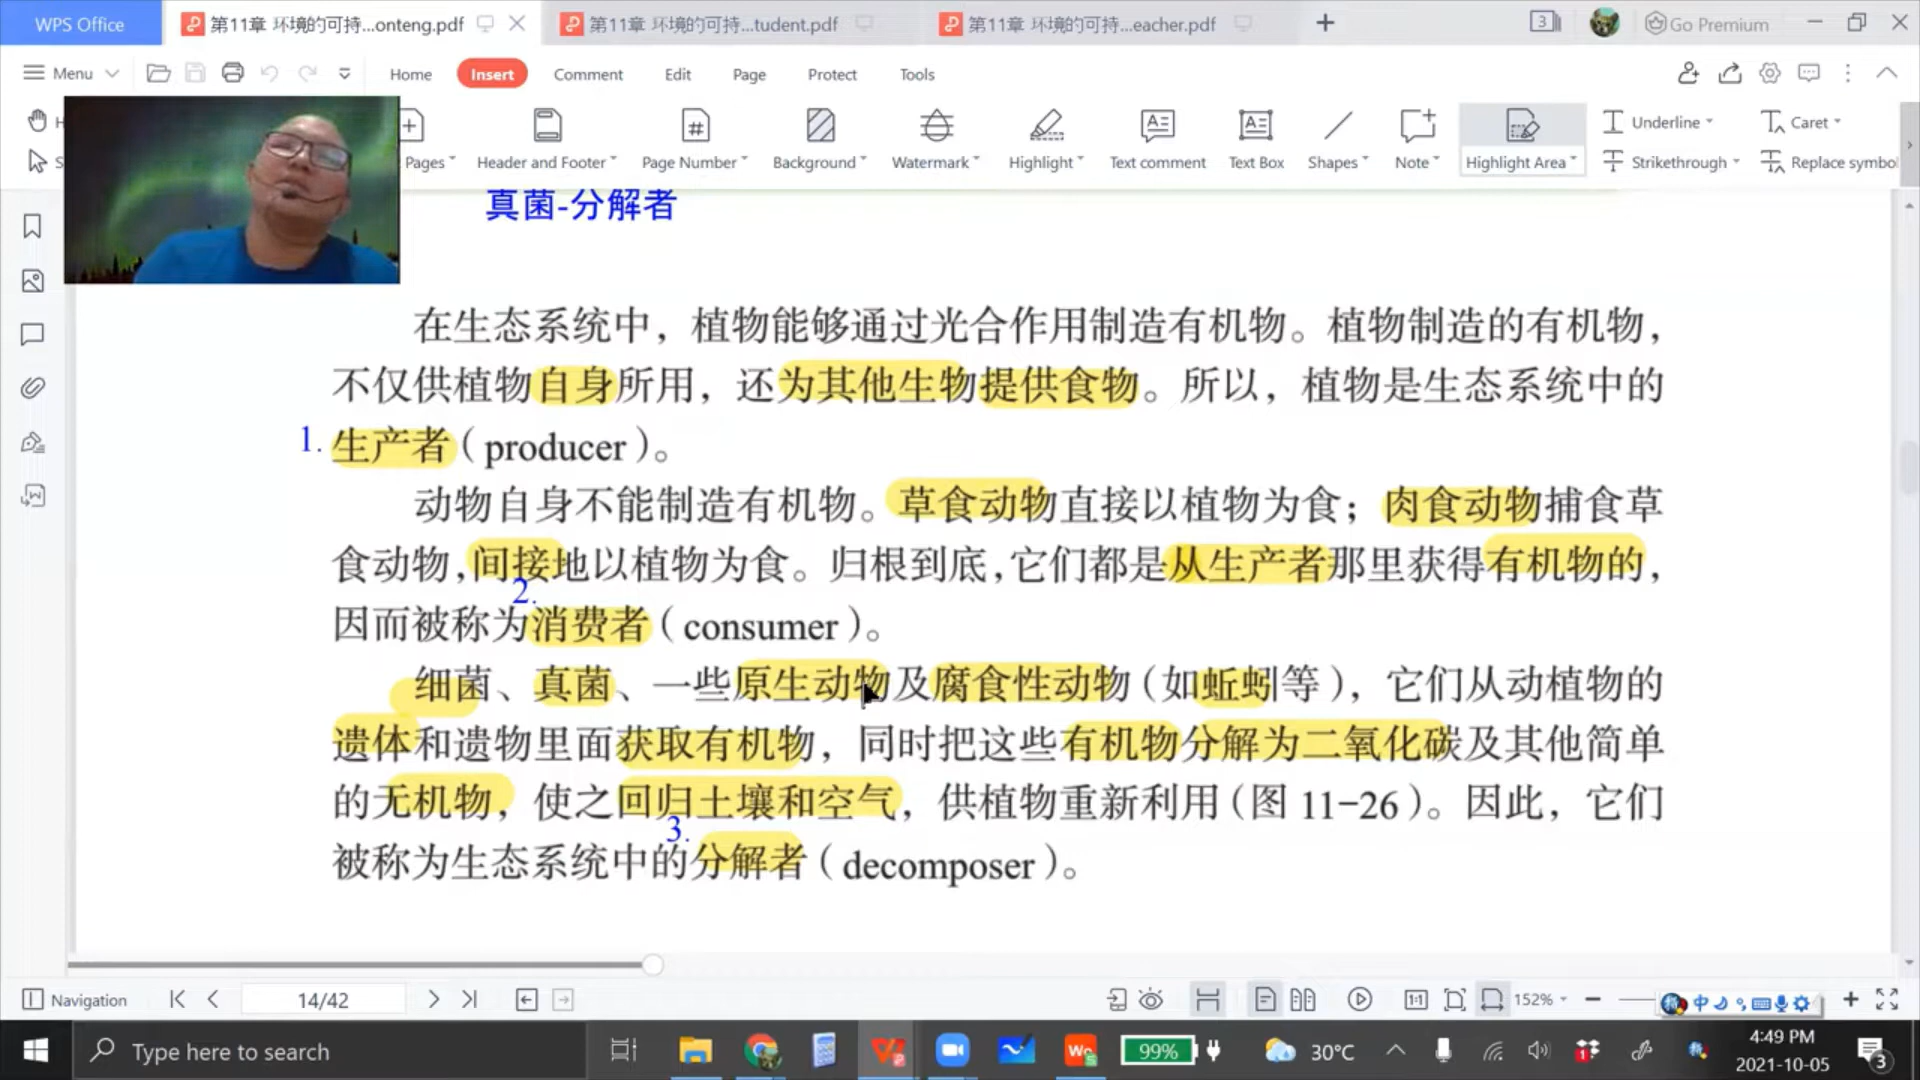 WPS Office
第11章 环境的可持...onteng.pdf
第11章 环境的可持...tudent.pdf
第11章 环境的可持...eacher.pdf
3
Go Premium
Menu
Home
Insert
Comment
Edit
Page
Protect
Tools
Pages
Header and Footer
Page Number
Background
Watermark
Highlight
Text comment
Text Box
Shapes
Note
Highlight Area
Underline
Strikethrough
Caret
Replace symbol
真菌-分解者
在生态系统中，植物能够通过光合作用制造有机物。植物制造的有机物，
不仅供植物自身所用，还为其他生物提供食物。所以，植物是生态系统中的
1. 生产者（producer）。
动物自身不能制造有机物。草食动物直接以植物为食；肉食动物捕食草
食动物，间接地以植物为食。归根到底，它们都是从生产者那里获得有机物的，
2.
因而被称为消费者（consumer）。
细菌、真菌、一些原生动物及腐食性动物（如蚯蚓等），它们从动植物的
遗体和遗物里面获取有机物，同时把这些有机物分解为二氧化碳及其他简单
的无机物，使之回归土壤和空气，供植物重新利用（图 11-26）。因此，它们
3.
被称为生态系统中的分解者（decomposer）。
Navigation
14/42
1:1
152%
中
Type here to search
99%
30°C
4:49 PM
2021-10-05
3